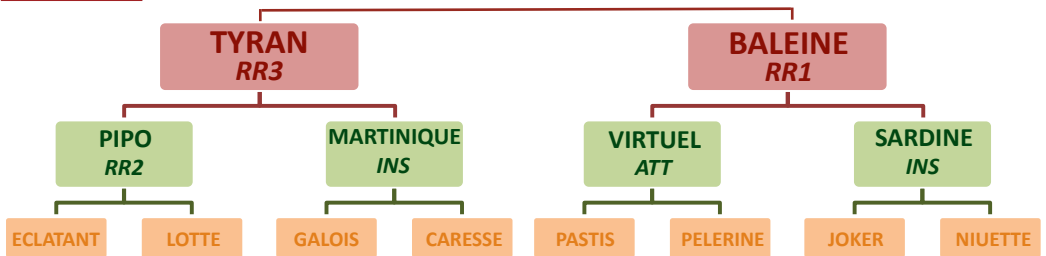 TYRAN
RR3
BALEINE
RR1
PIPO
RR2
MARTINIQUE
INS
VIRTUEL
ATT
SARDINE
INS
ECLATANT
LOTTE
GALOIS
CARESSE
PASTIS
PELERINE
JOKER
NIUETTE